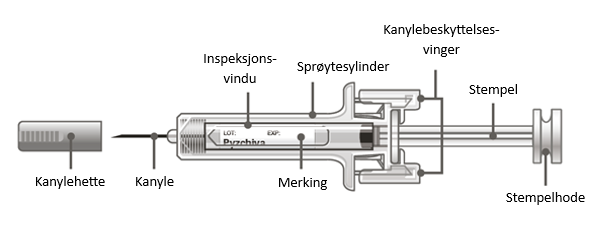 Kanylebeskyttelses-
vinger
Inspeksjons-
vindu
Sprøytesylinder
Stempel
LOT: EXP:
Pyzchiva
Kanylehette
Kanyle
Merking
Stempelhode